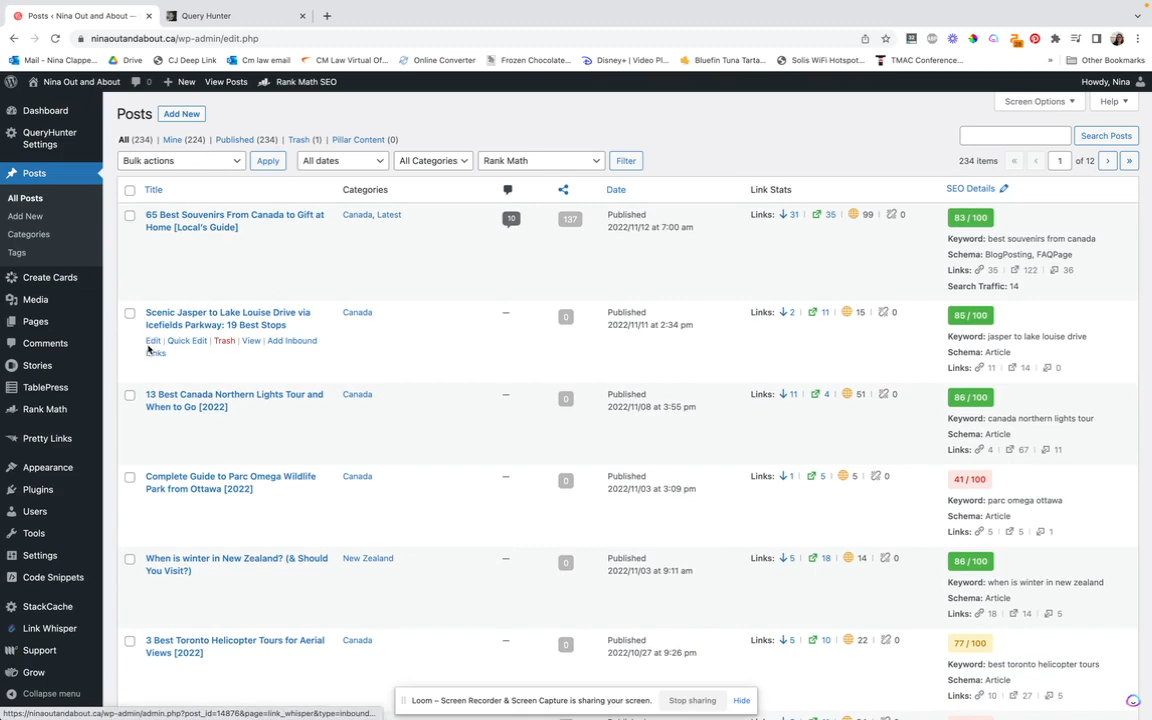 Posts ‹ Nina Out and About —
Query Hunter
ninaoutandabout.ca/wp-admin/edit.php
Mail - Nina Clappe...
Drive
CJ Deep Link
Cm law email
CM Law Virtual Of...
Online Converter
Frozen Chocolate...
Disney+ | Video Pl...
Bluefin Tuna Tarta...
Solis WiFi Hotspot...
TMAC Conference...
Other Bookmarks
Nina Out and About
0
New
View Posts
Rank Math SEO
Howdy, Nina
Dashboard
QueryHunter
Settings
Posts
All Posts
Add New
Categories
Tags
Create Cards
Media
Pages
Comments
Stories
TablePress
Rank Math
Pretty Links
Appearance
Plugins
Users
Tools
Settings
Code Snippets
StackCache
Link Whisper
Support
Grow
Collapse menu
Posts
Add New
Screen Options
Help
All (234) | Mine (224) | Published (234) | Trash (1) | Pillar Content (0)
Search Posts
Bulk actions
Apply
All dates
All Categories
Rank Math
Filter
234 items
«
‹
1
of 12
›
»
Title
Categories
Date
Link Stats
SEO Details
65 Best Souvenirs From Canada to Gift at
Home [Local's Guide]
Canada, Latest
10
137
Published
2022/11/12 at 7:00 am
Links: 31 | 35 | 99 | 0
83 / 100
Keyword: best souvenirs from canada
Schema: BlogPosting, FAQPage
Links: 35 | 122 | 36
Search Traffic: 14
Scenic Jasper to Lake Louise Drive via
Icefields Parkway: 19 Best Stops
Edit | Quick Edit | Trash | View | Add Inbound
Links
Canada
—
0
Published
2022/11/11 at 2:34 pm
Links: 2 | 11 | 15 | 0
85 / 100
Keyword: jasper to lake louise drive
Schema: Article
Links: 11 | 14 | 0
13 Best Canada Northern Lights Tour and
When to Go [2022]
Canada
—
0
Published
2022/11/08 at 3:55 pm
Links: 11 | 4 | 51 | 0
86 / 100
Keyword: canada northern lights tour
Schema: Article
Links: 4 | 67 | 11
Complete Guide to Parc Omega Wildlife
Park from Ottawa [2022]
Canada
—
0
Published
2022/11/03 at 3:09 pm
Links: 1 | 5 | 5 | 0
41 / 100
Keyword: parc omega ottawa
Schema: Article
Links: 5 | 5 | 1
When is winter in New Zealand? (& Should
You Visit?)
New Zealand
—
0
Published
2022/11/03 at 9:11 am
Links: 5 | 18 | 14 | 0
86 / 100
Keyword: when is winter in new zealand
Schema: Article
Links: 18 | 14 | 5
3 Best Toronto Helicopter Tours for Aerial
Views [2022]
Canada
—
0
Published
2022/10/27 at 9:26 pm
Links: 5 | 10 | 22 | 0
77 / 100
Keyword: best toronto helicopter tours
Schema: Article
Links: 10 | 27 | 5
Loom – Screen Recorder & Screen Capture is sharing your screen.
Stop sharing
Hide
https://ninaoutandabout.ca/wp-admin/admin.php?post_id=14876&page=link_whisper&type=inbound...